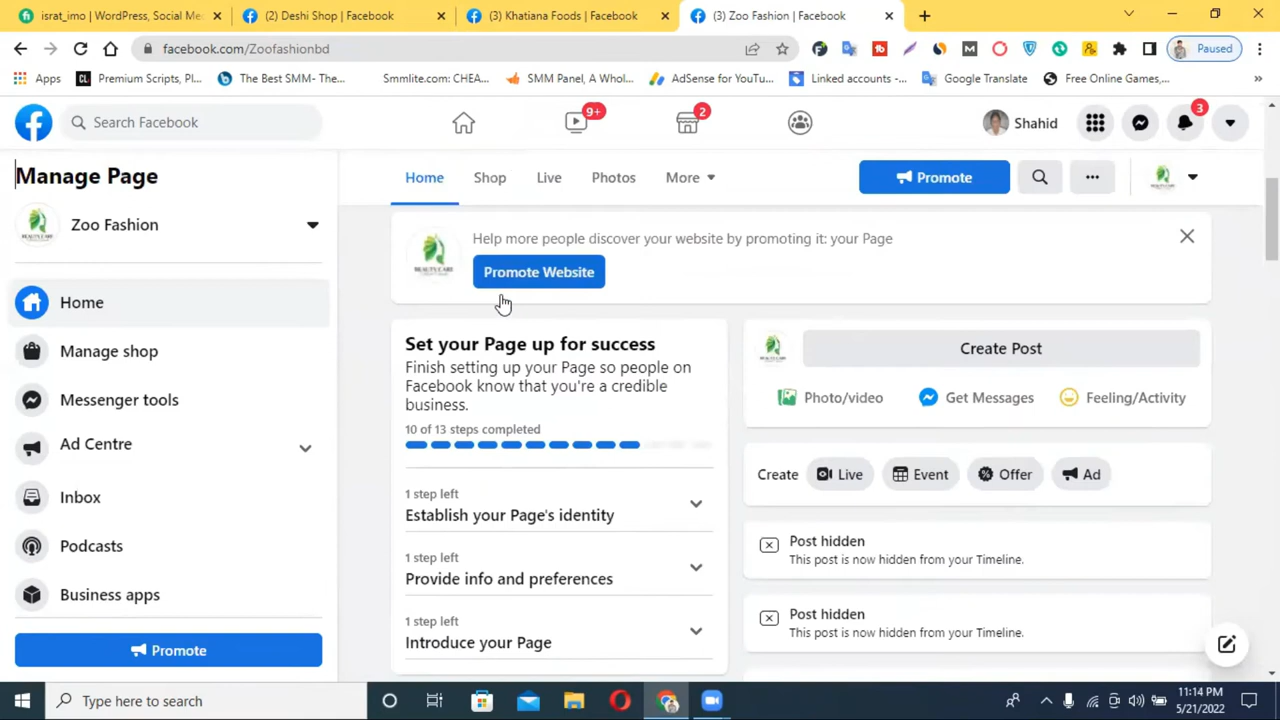 israt_imo | WordPress, Social Me
(2) Deshi Shop | Facebook
(3) Khatiana Foods | Facebook
(3) Zoo Fashion | Facebook
facebook.com/Zoofashionbd
Paused
Apps
Premium Scripts, Pl...
The Best SMM- The...
Smmlite.com: CHEA...
SMM Panel, A Whol...
AdSense for YouTu...
Linked accounts -...
Google Translate
Free Online Games,...
Search Facebook
9+
2
Shahid
3
Manage Page
Zoo Fashion
Home
Manage shop
Messenger tools
Ad Centre
Inbox
Podcasts
Business apps
Promote
Home
Shop
Live
Photos
More
Promote
Help more people discover your website by promoting it: your Page
Promote Website
Set your Page up for success
Finish setting up your Page so people on
Facebook know that you're a credible
business.
10 of 13 steps completed
1 step left
Establish your Page's identity
1 step left
Provide info and preferences
1 step left
Introduce your Page
Create Post
Photo/video
Get Messages
Feeling/Activity
Create
Live
Event
Offer
Ad
Post hidden
This post is now hidden from your Timeline.
Post hidden
This post is now hidden from your Timeline.
Type here to search
11:14 PM
5/21/2022